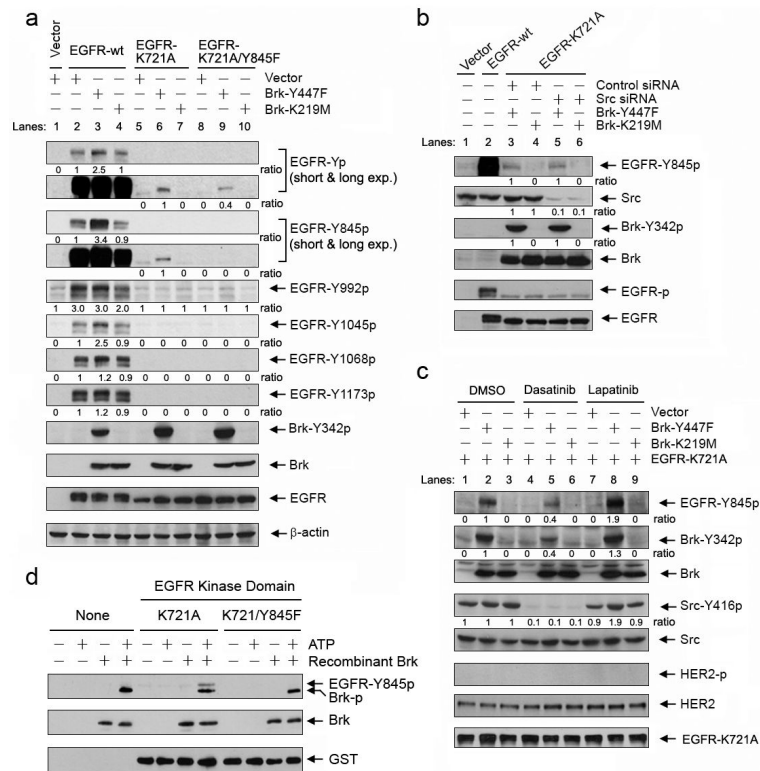 a
Vector
EGFR-wt
EGFR-
K721A
EGFR-
K721A/Y845F
+ + − − + − − + − − Vector
− − + − − + − − + − Brk-Y447F
− − − + − − + − − + Brk-K219M
Lanes: 1 2 3 4 5 6 7 8 9 10
EGFR-Yp
(short & long exp.)
0 1 2.5 1 ratio
0 1 0 0 0.4 0 ratio
EGFR-Y845p
(short & long exp.)
0 1 3.4 0.9
0 1 0 0 0 0 ratio
EGFR-Y992p
1 3.0 3.0 2.0 1 1 1 1 1 1 ratio
EGFR-Y1045p
0 1 2.5 0.9 0 0 0 0 0 0 ratio
EGFR-Y1068p
0 1 1.2 0.9 0 0 0 0 0 0 ratio
EGFR-Y1173p
0 1 1.2 0.9 0 0 0 0 0 0 ratio
Brk-Y342p
Brk
EGFR
β-actin
b
Vector
EGFR-wt
EGFR-K721A
+ + − − Control siRNA
− − + + Src siRNA
+ − + − Brk-Y447F
− + − + Brk-K219M
Lanes: 1 2 3 4 5 6
EGFR-Y845p
1 0 1 0 ratio
Src
1 1 0.1 0.1 ratio
Brk-Y342p
1 0 1 0 ratio
Brk
EGFR-p
EGFR
c
DMSO Dasatinib Lapatinib
+ − − + − − + − − Vector
− + − − + − − + − Brk-Y447F
− − + − − + − − + Brk-K219M
+ + + + + + + + + EGFR-K721A
Lanes: 1 2 3 4 5 6 7 8 9
EGFR-Y845p
0 1 0 0 0.4 0 0 1.9 0 ratio
Brk-Y342p
0 1 0 0 0.4 0 0 1.3 0 ratio
Brk
Src-Y416p
1 1 1 0.1 0.1 0.1 0.9 1.9 0.9 ratio
Src
HER2-p
HER2
EGFR-K721A
d
EGFR Kinase Domain
None K721A K721/Y845F
− + − + − + − + − + − + ATP
− − + + − − + + − − + + Recombinant Brk
EGFR-Y845p
Brk-p
Brk
GST